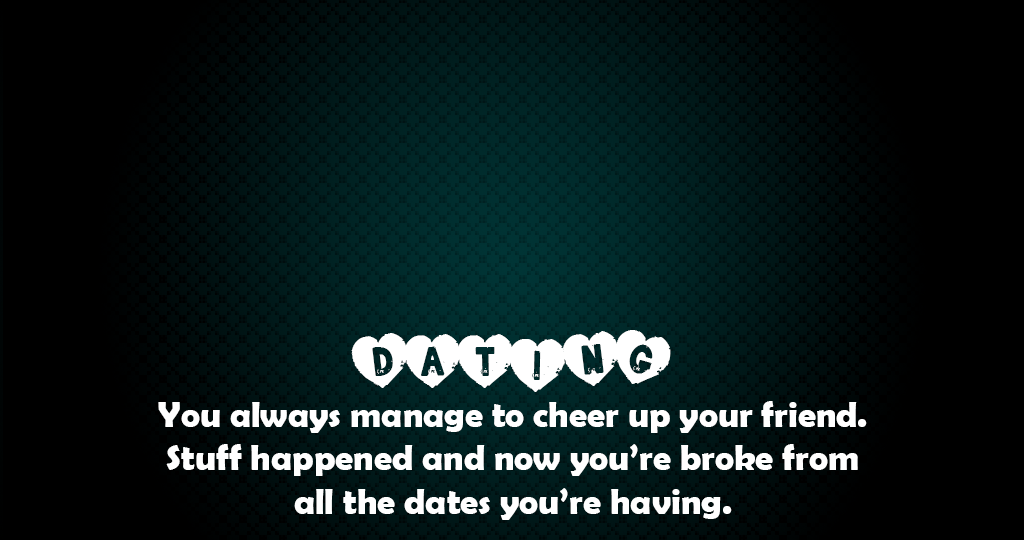 DATING
You always manage to cheer up your friend.
Stuff happened and now you're broke from
all the dates you're having.